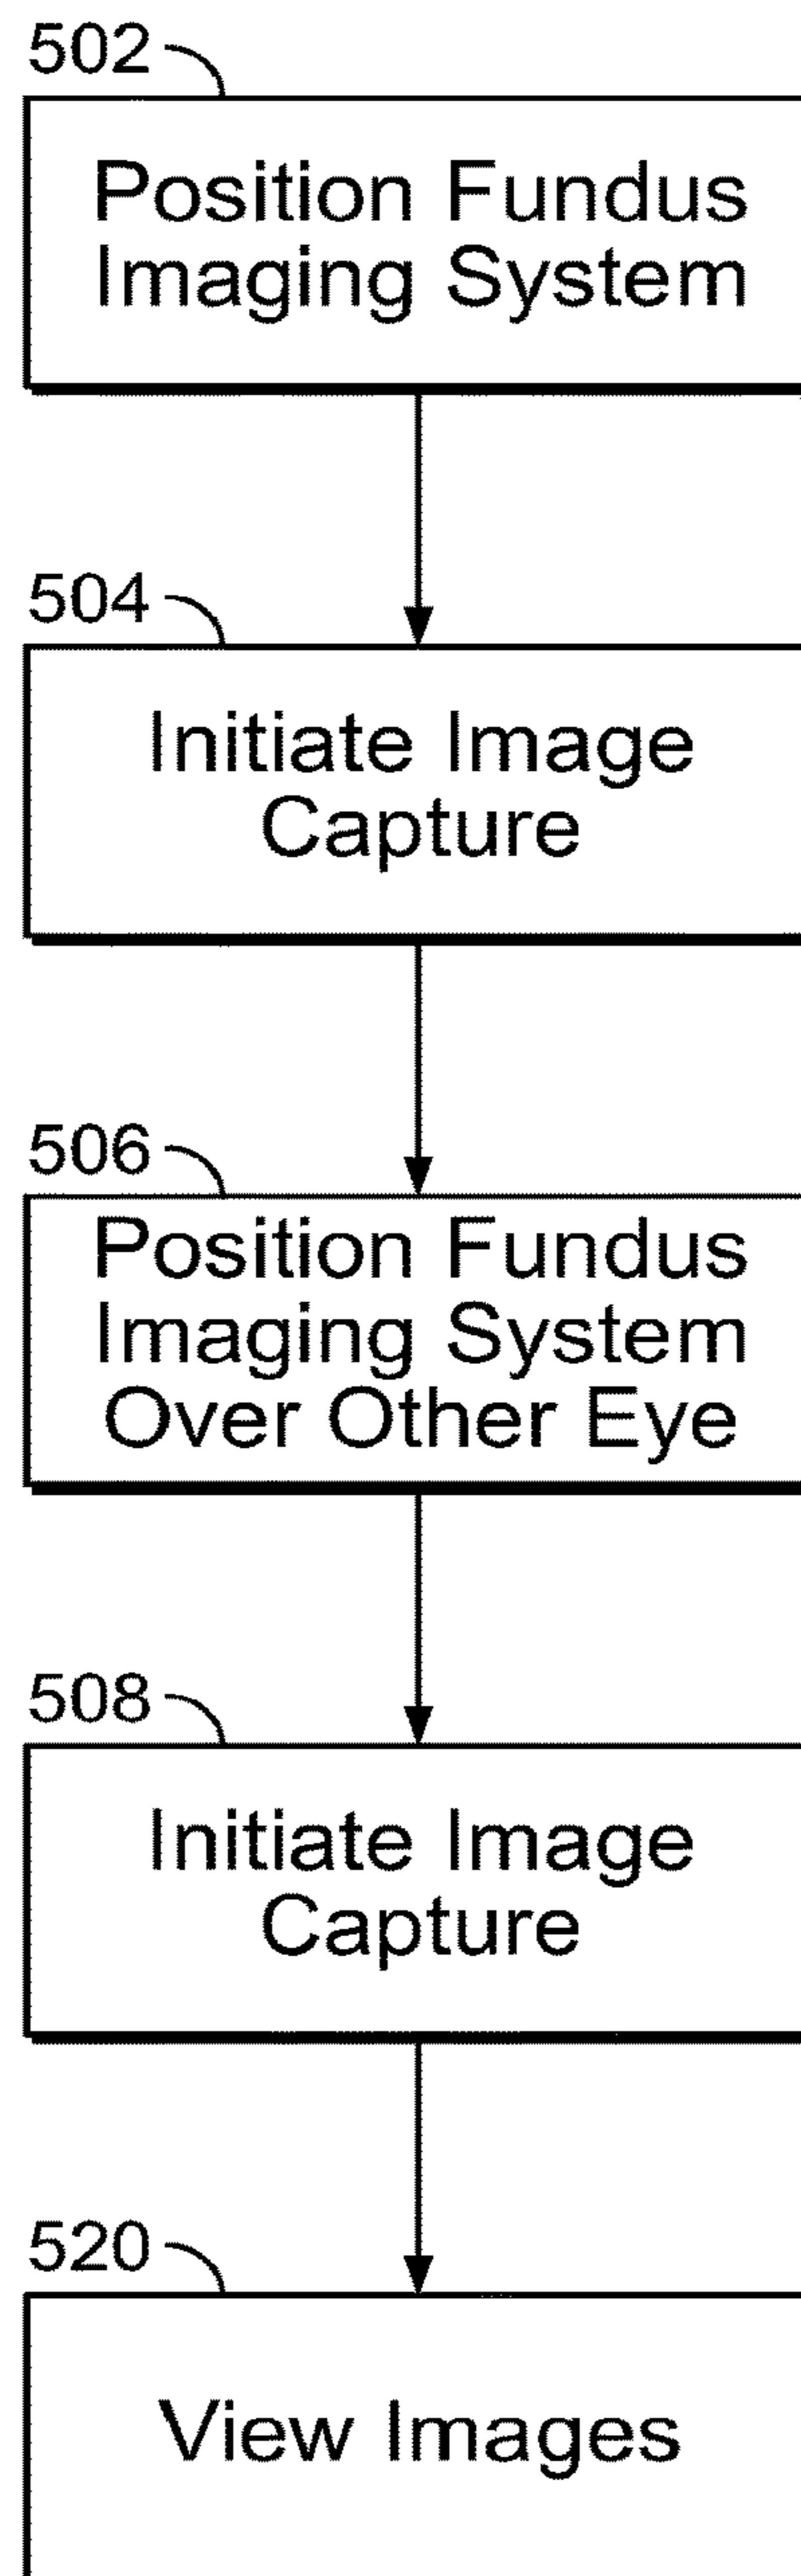 502
Position Fundus
Imaging System
504
Initiate Image
Capture
506
Position Fundus
Imaging System
Over Other Eye
508
Initiate Image
Capture
520
View Images